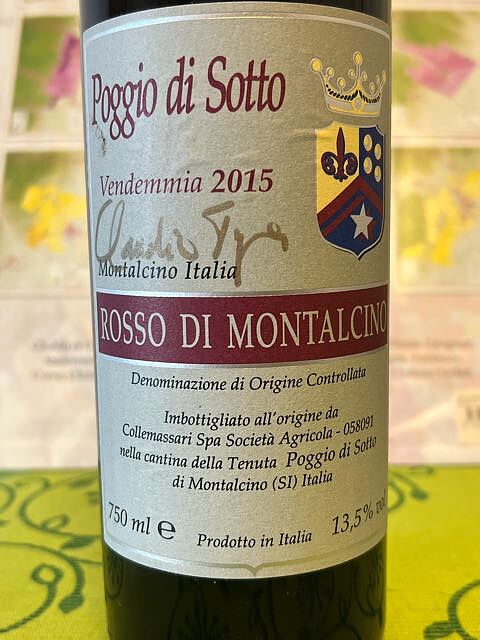 Poggio di Sotto
Vendemmia 2015
Claudio Tipa
Montalcino Italia
ROSSO DI MONTALCINO
Denominazione di Origine Controllata
Imbottigliato all'origine da
Collemassari Spa Società Agricola - 058091
nella cantina della Tenuta Poggio di Sotto
di Montalcino (SI) Italia
750 ml e
Prodotto in Italia
13,5% vol